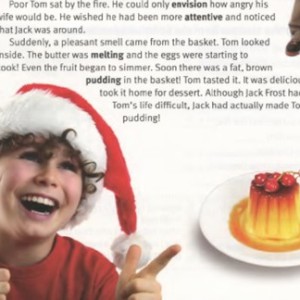 Poor Tom sat by the fire. He could only envision how angry his
wife would be. He wished he had been more attentive and noticed
that Jack was around.
Suddenly, a pleasant smell came from the basket. Tom looked
inside. The butter was melting and the eggs were starting to
cook! Even the fruit began to simmer. Soon there was a fat, brown
pudding in the basket! Tom tasted it. It was delicious
took it home for dessert. Although Jack Frost had
Tom's life difficult, Jack had actually made To
pudding!